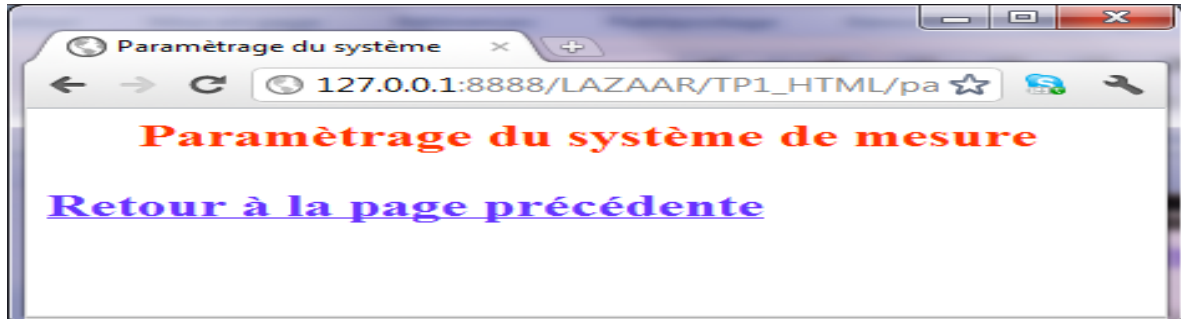 Paramètrage du système
127.0.0.1:8888/LAZAAR/TP1_HTML/pa
Paramètrage du système de mesure
Retour à la page précédente